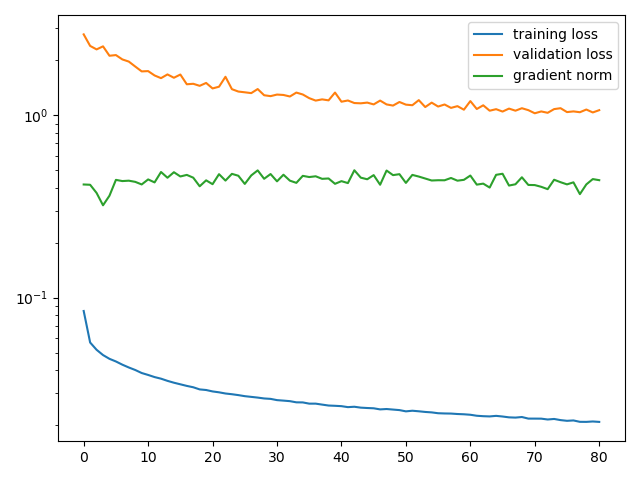 training loss
validation loss
gradient norm
10⁰
10⁻¹
0 10 20 30 40 50 60 70 80